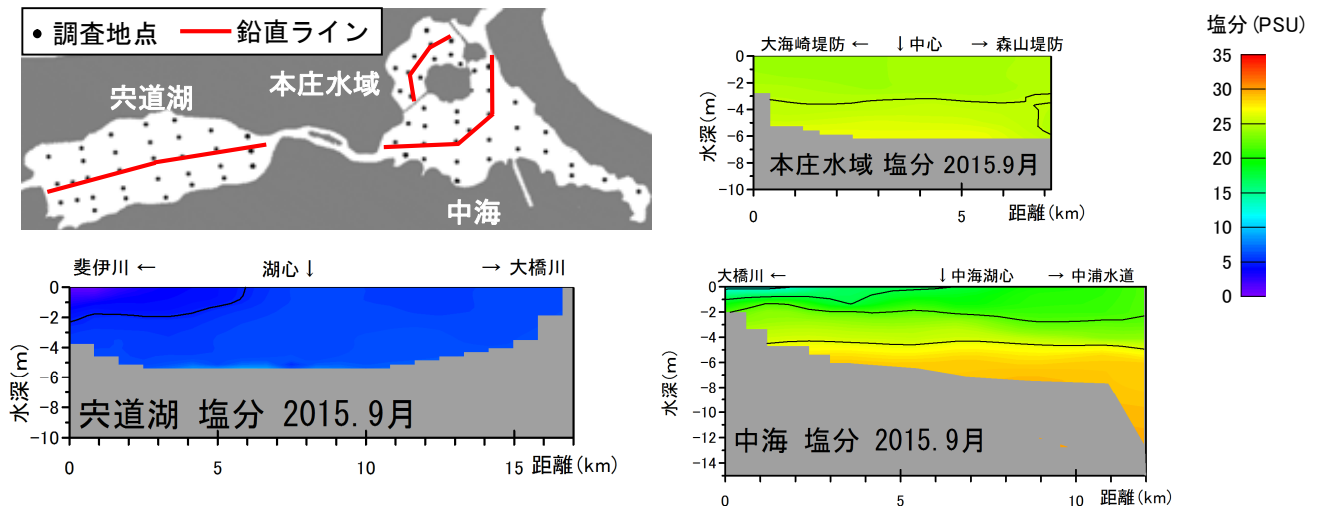 調査地点 鉛直ライン
宍道湖
本庄水域
中海
大海崎堤防 ← ↓中心 → 森山堤防
水深(m)
0
-2
-4
-6
-8
-10
本庄水域 塩分 2015.9月
0 5 距離(km)
塩分(PSU)
35
30
25
20
15
10
5
0
斐伊川 ← 湖心↓ → 大橋川
水深(m)
0
-2
-4
-6
-8
-10
宍道湖 塩分 2015.9月
0 5 10 15 距離(km)
大橋川 ← ↓中海湖心 → 中浦水道
水深(m)
0
-2
-4
-6
-8
-10
-12
-14
中海 塩分 2015.9月
0 5 10 距離(km)